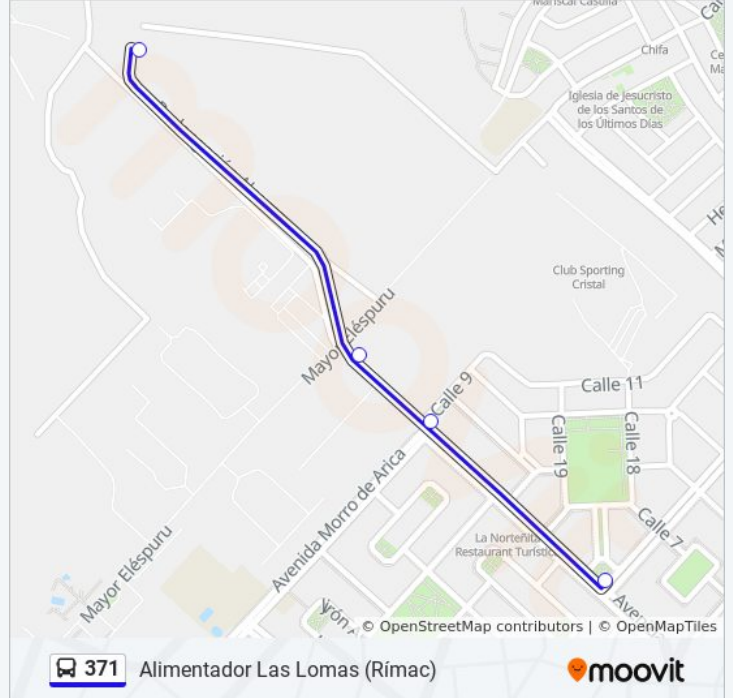 Mariscal Castilla
Chifa
Iglesia de Jesucristo
de los Santos de
los Últimos Días
Club Sporting
Cristal
Mayor Eléspuru
Calle 9
Calle 11
Calle 19
Calle 18
Avenida Morro de Arica
Calle 7
La Norteñita
Restaurant Turístico
Mayor Eléspuru
© OpenStreetMap contributors | © OpenMapTiles
371 Alimentador Las Lomas (Rímac)
moovit